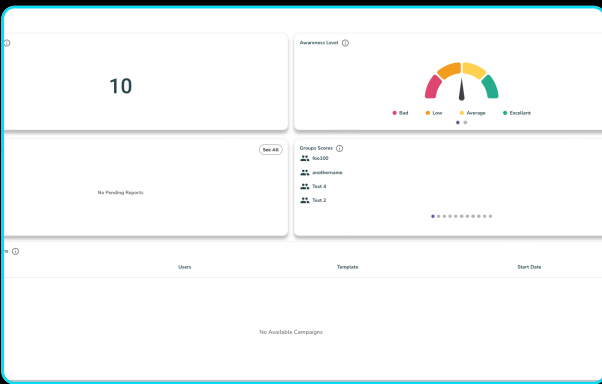 Awareness Level
10
Bad
Low
Average
Excellent
See All
No Pending Reports
Groups Scores
foo100
anothername
Test 4
Test 2
Users
Template
Start Date
No Available Campaigns